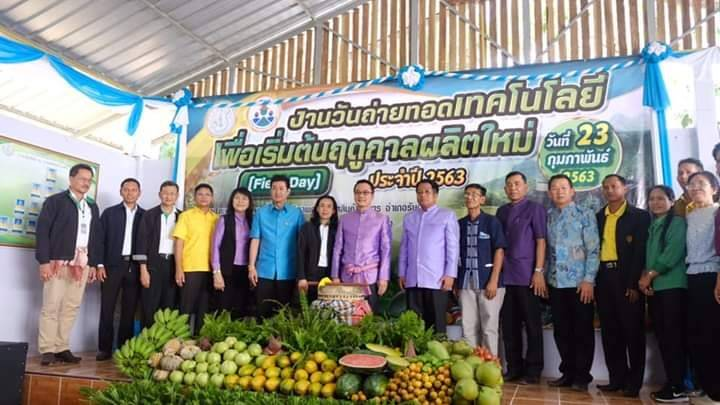 งานวันถ่ายทอดเทคโนโลยี
เพื่อเริ่มต้นฤดูกาลผลิตใหม่
(Field Day)
ประจำปี 2563
วันที่ 23
กุมภาพันธ์
2563